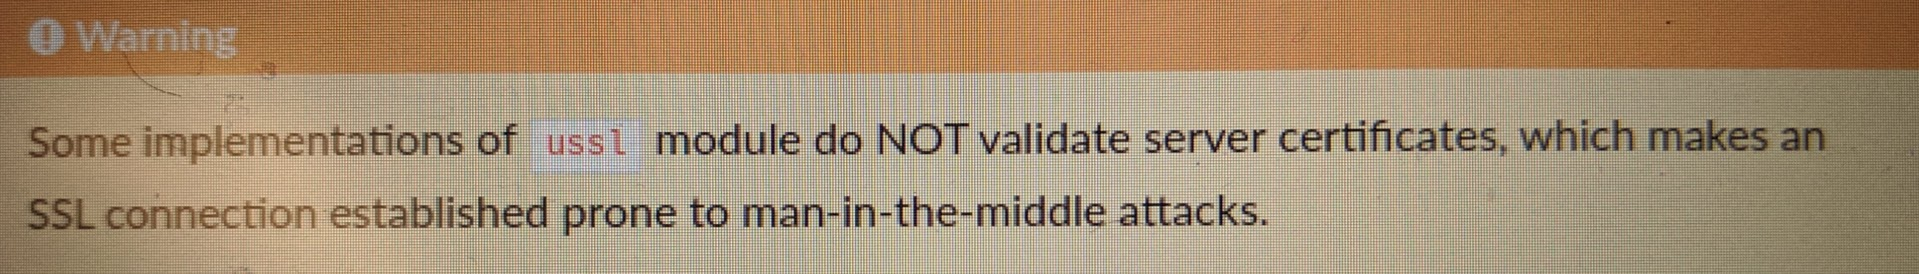 Warning
Some implementations of ussl module do NOT validate server certificates, which makes an
SSL connection established prone to man-in-the-middle attacks.